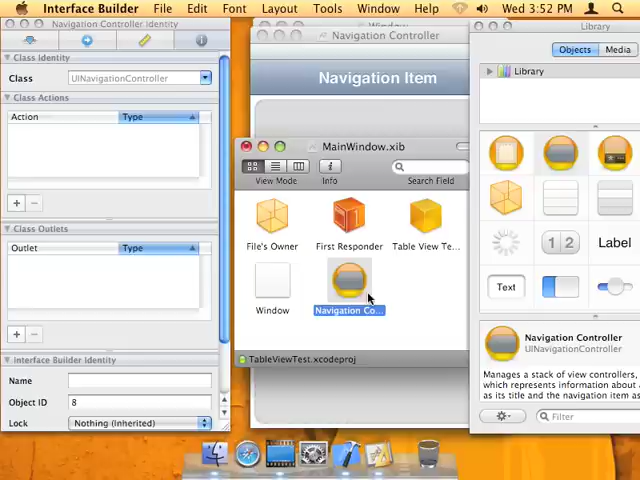 Interface Builder File Edit Tools Window Help Wed 3:52 PM
Navigation Controller Identity
Class Identity
Class UINavigationController
Class Actions
Action Type
+ −
Class Outlets
Outlet Type
+ −
Interface Builder Identity
Name
Object ID 8
Lock Nothing (Inherited)
Window
Navigation Controller
Navigation Item
MainWindow.xib
View Mode Info Search Field
File's Owner First Responder Table View Te...
Window Navigation Co...
TableViewTest.xcodeproj
Library
Objects Media
Library
1 2 Label
Text
Navigation Controller
UINavigationController
Manages a stack of view controllers,
which represents information about
as its title and the navigation item as
Filter